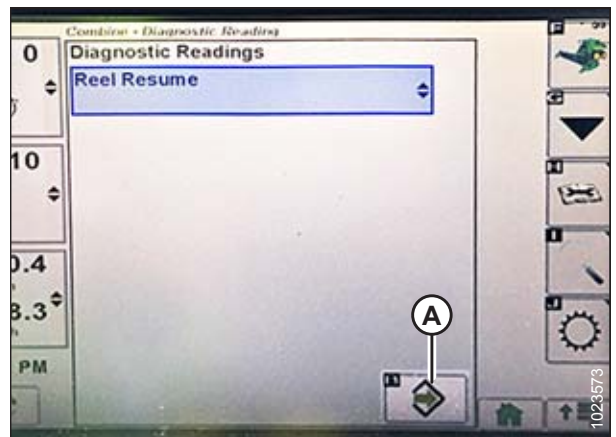 Combine - Diagnostic Reading
Diagnostic Readings
Reel Resume
0
10
0.4
8.3
PM
A
F
G
H
I
J
1023573